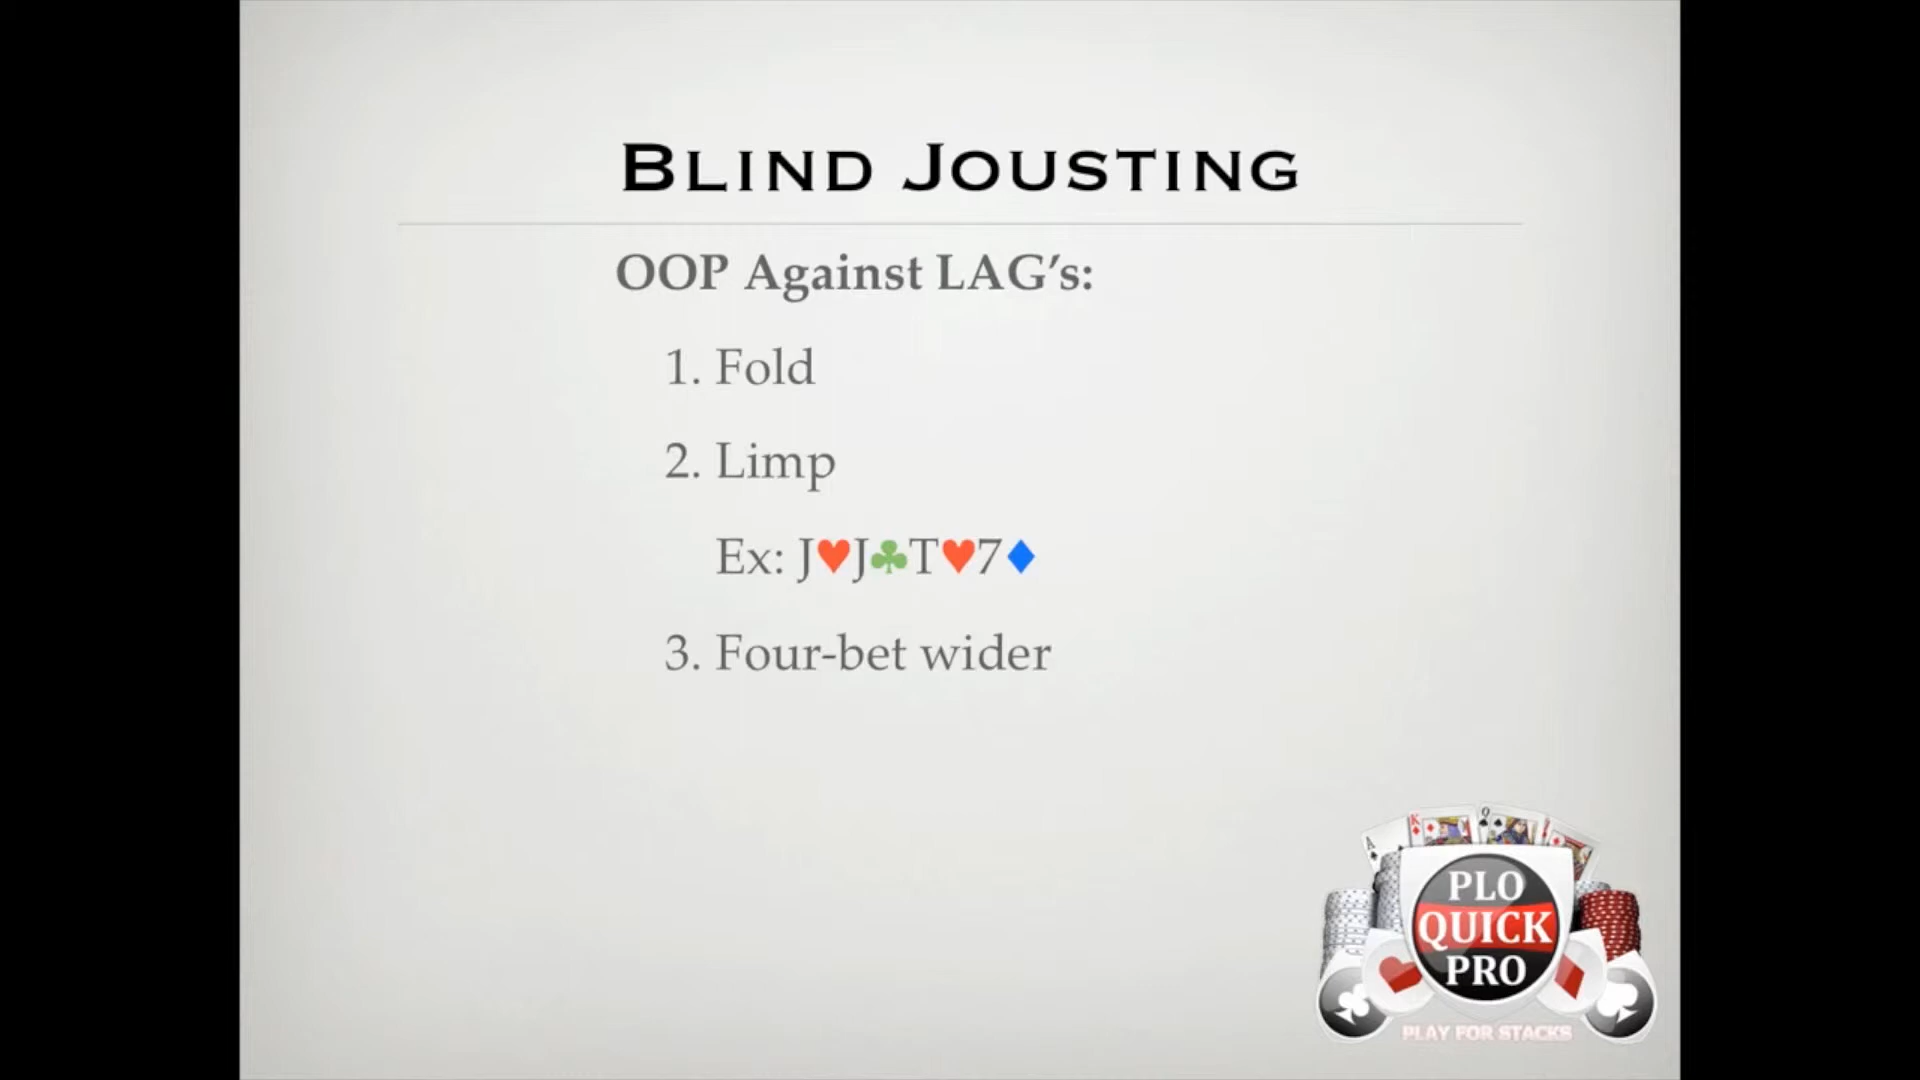 Blind Jousting
OOP Against LAG’s:
1. Fold
2. Limp
Ex: J♥J♣T♥7♦
3. Four-bet wider
PLO
QUICK
PRO
PLAY FOR STACKS